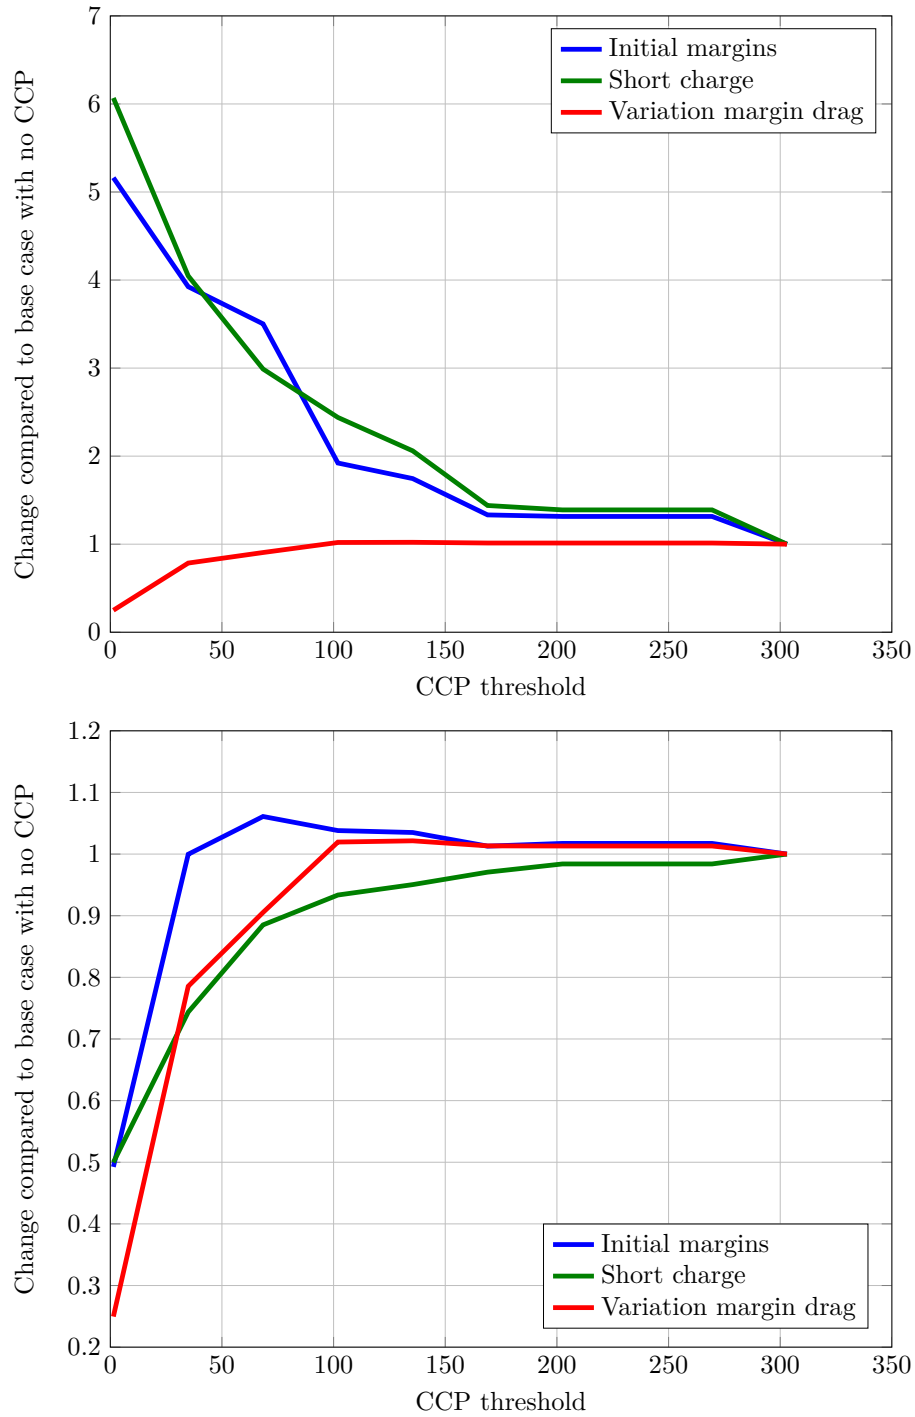 7
6
5
4
3
2
1
0
Change compared to base case with no CCP
Initial margins
Short charge
Variation margin drag
0 50 100 150 200 250 300 350
CCP threshold
1.2
1.1
1
0.9
0.8
0.7
0.6
0.5
0.4
0.3
0.2
Change compared to base case with no CCP
Initial margins
Short charge
Variation margin drag
0 50 100 150 200 250 300 350
CCP threshold